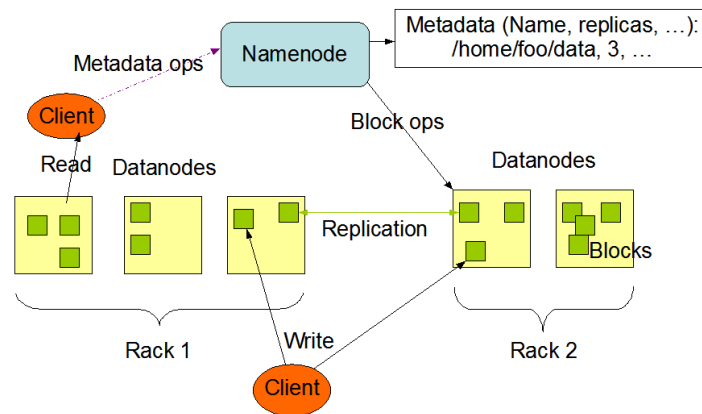 Metadata (Name, replicas, …):
/home/foo/data, 3, …
Namenode
Metadata ops
Client
Block ops
Read
Datanodes
Datanodes
Replication
Blocks
Rack 1
Write
Rack 2
Client